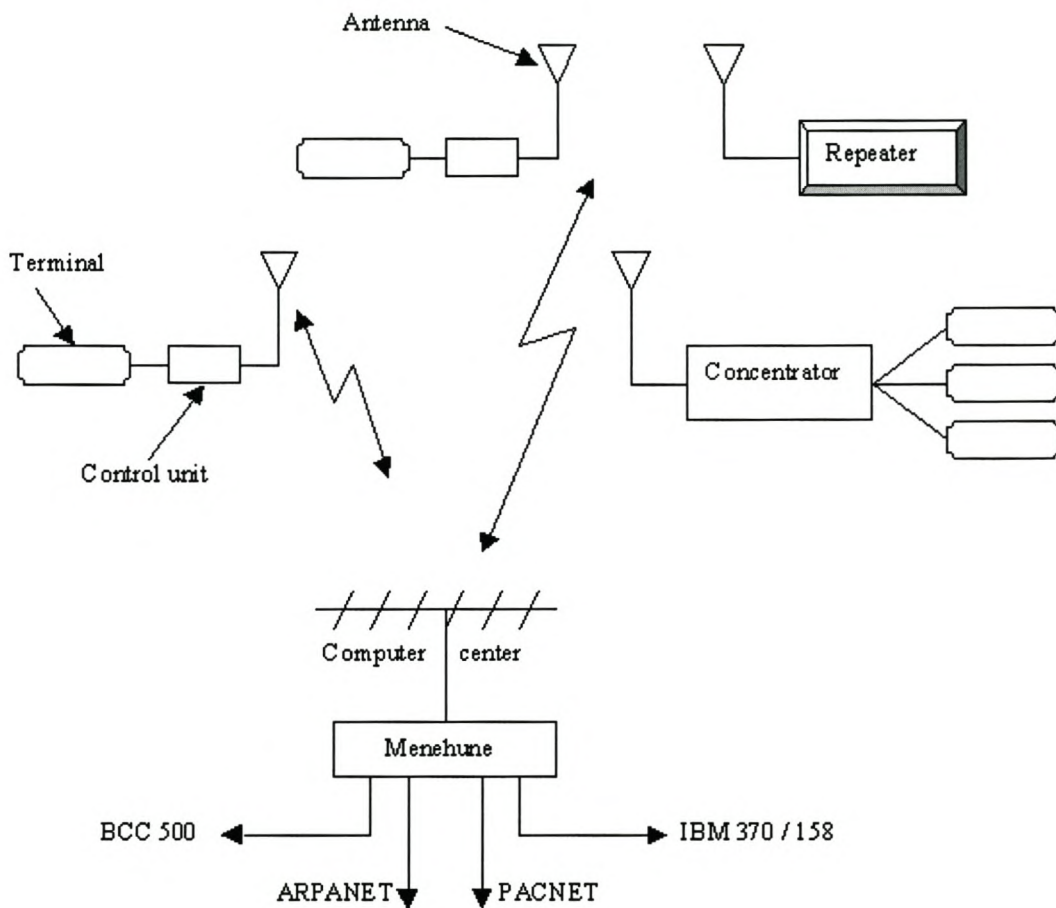 Antenna
Repeater
Terminal
Concentrator
Control unit
Computer center
Menehune
BCC 500
IBM 370 / 158
ARPANET
PACNET